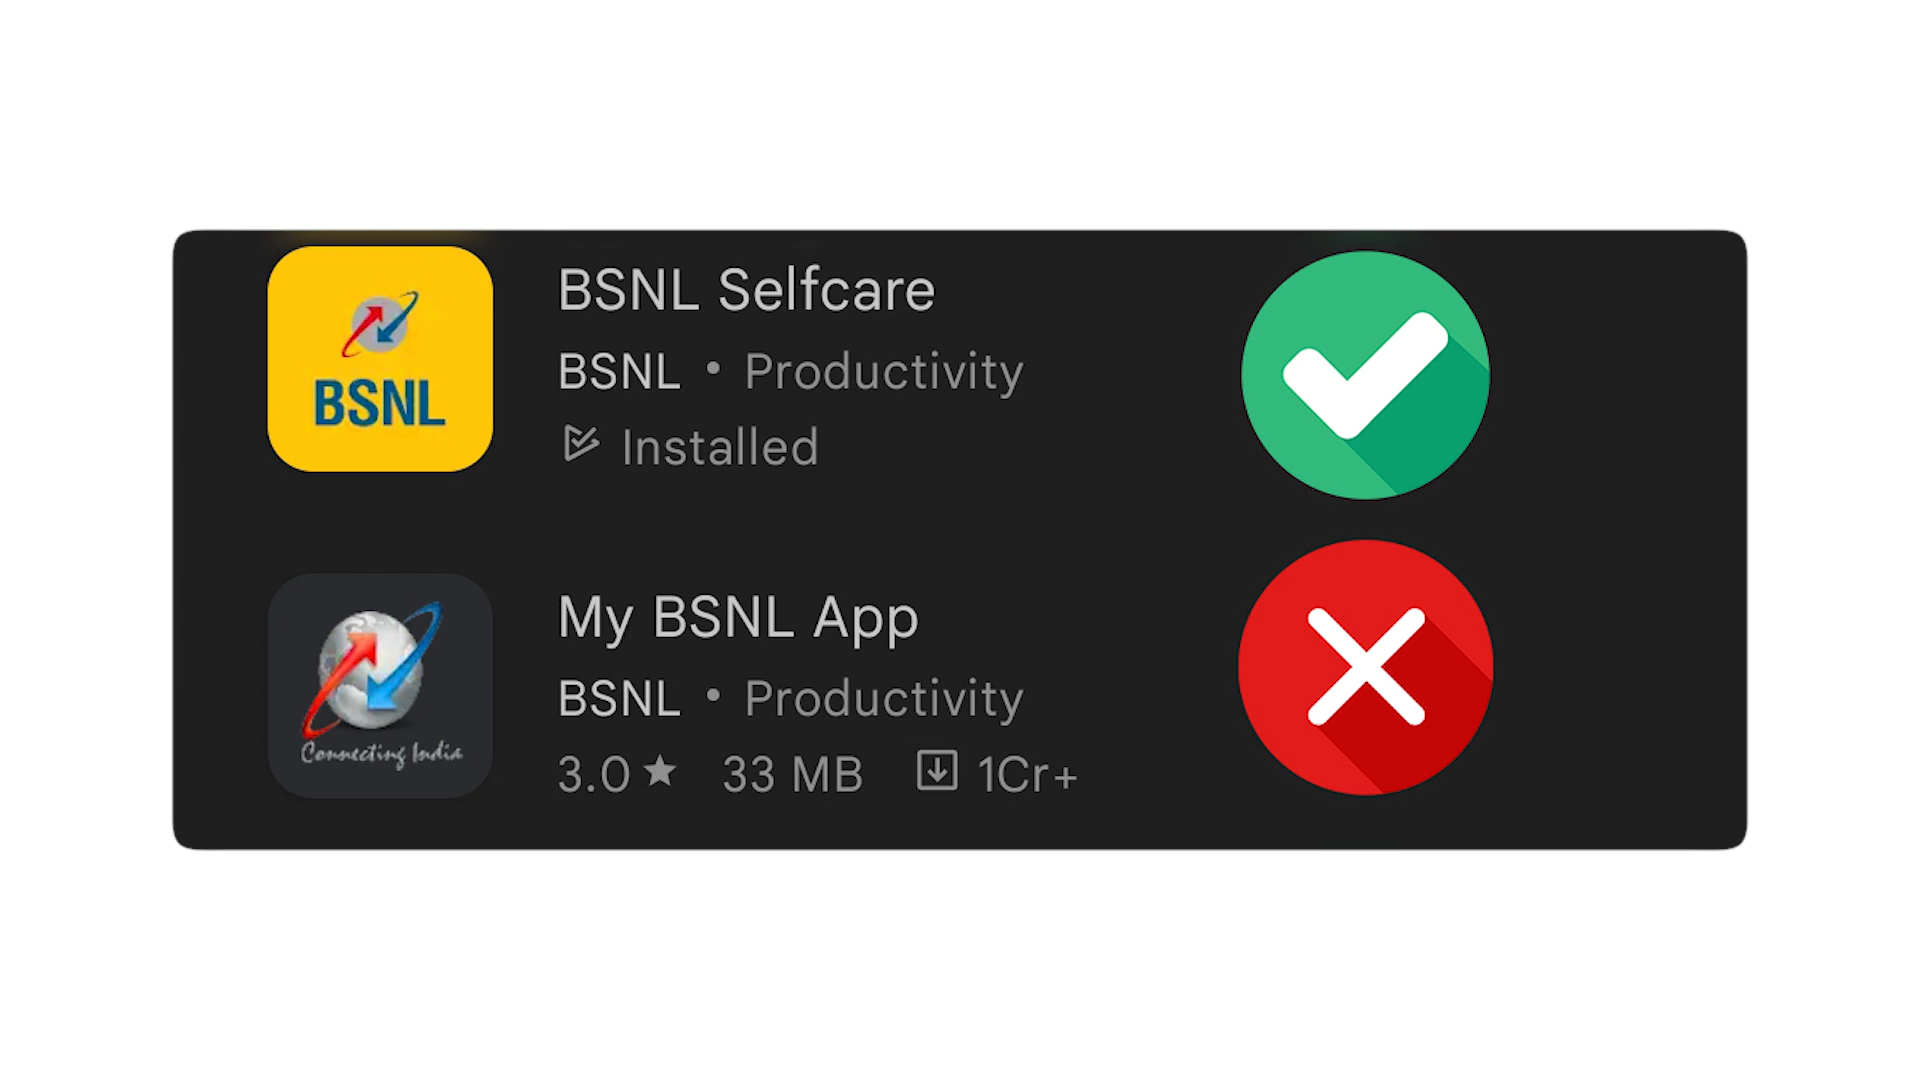 BSNL
BSNL Selfcare
BSNL • Productivity
Installed
Connecting India
My BSNL App
BSNL • Productivity
3.0★ 33 MB 1Cr+